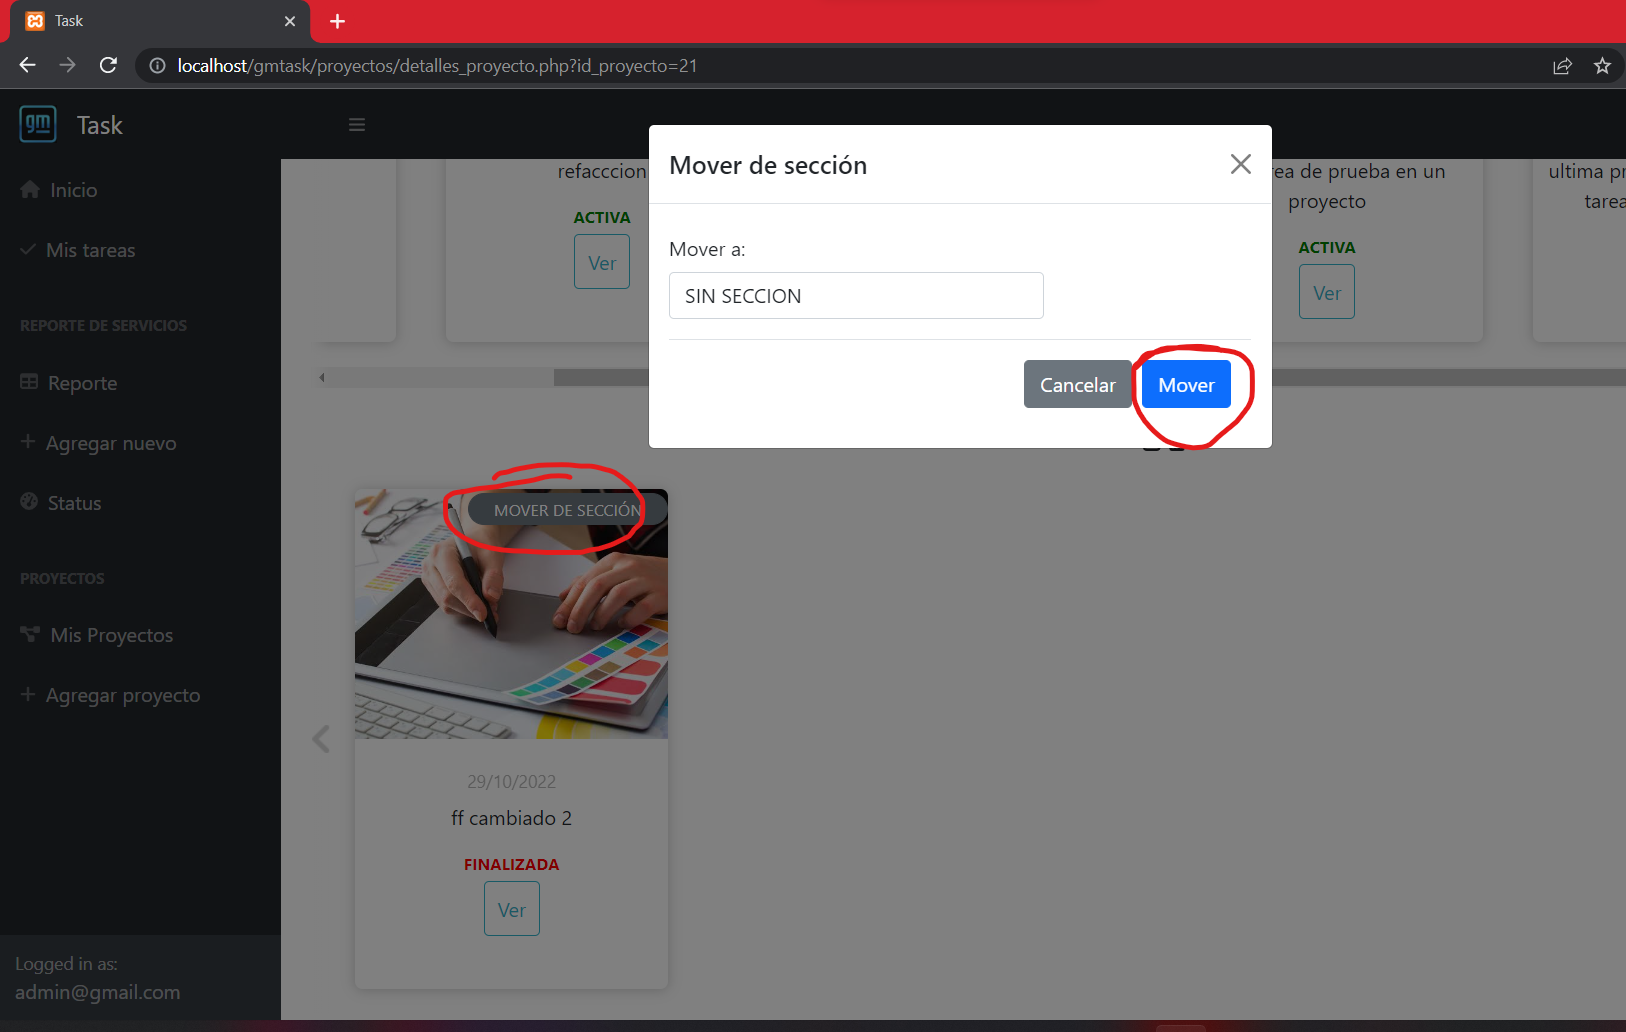 Task
localhost/gmtask/proyectos/detalles_proyecto.php?id_proyecto=21
gm Task
Inicio
Mis tareas
REPORTE DE SERVICIOS
Reporte
Agregar nuevo
Status
PROYECTOS
Mis Proyectos
Agregar proyecto
Logged in as:
admin@gmail.com
refacccion
ACTIVA
Ver
Mover de sección
Mover a:
SIN SECCION
Cancelar
Mover
rea de prueba en un
proyecto
ACTIVA
Ver
ultima pr
tarea
MOVER DE SECCIÓN
29/10/2022
ff cambiado 2
FINALIZADA
Ver